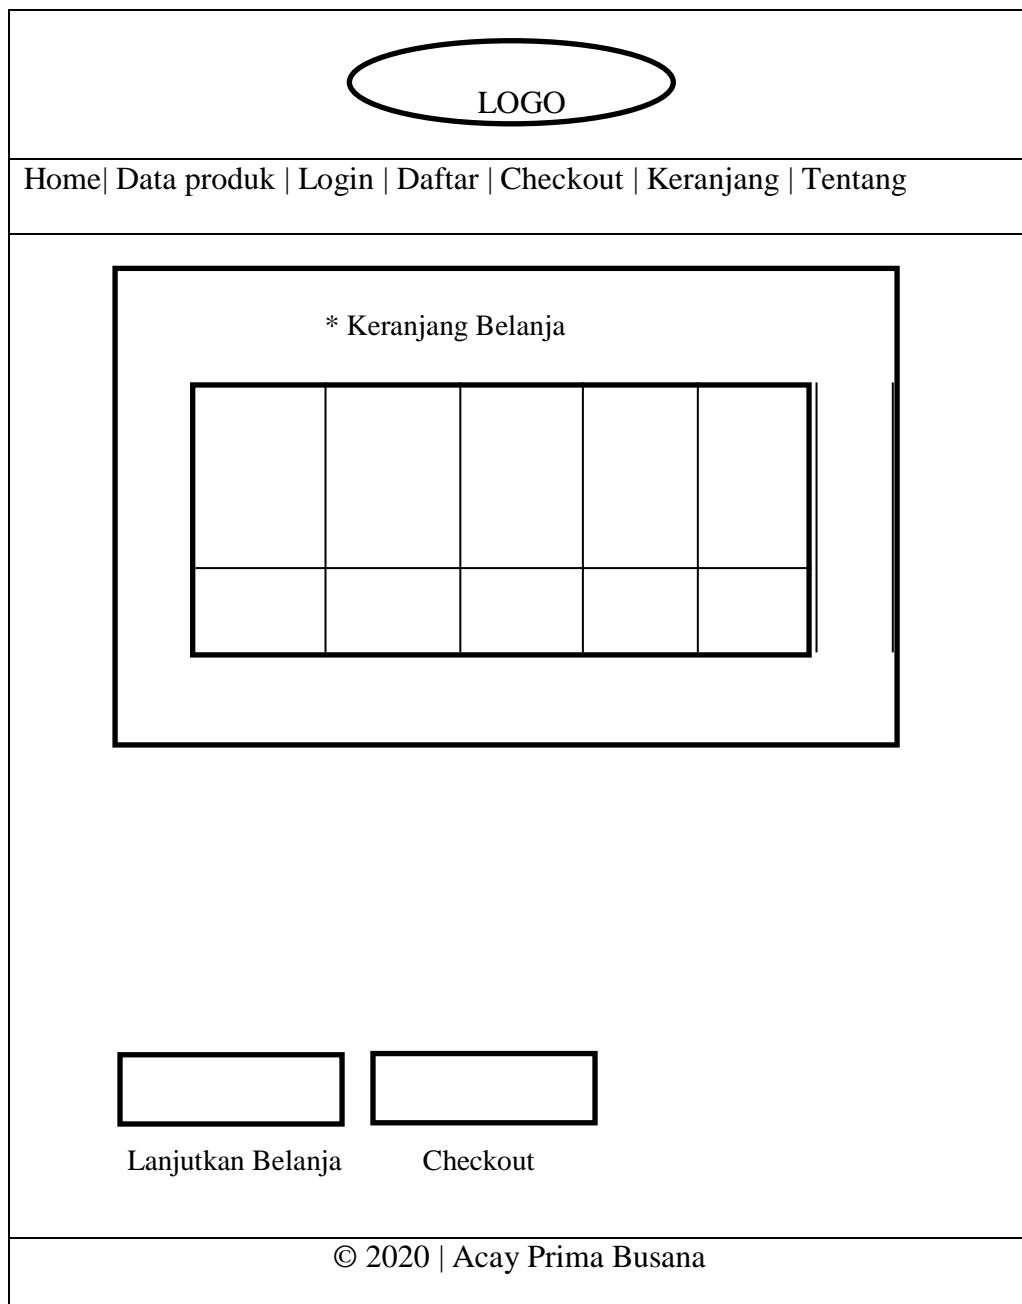 LOGO
Home| Data produk | Login | Daftar | Checkout | Keranjang | Tentang
* Keranjang Belanja
Lanjutkan Belanja Checkout
© 2020 | Acay Prima Busana